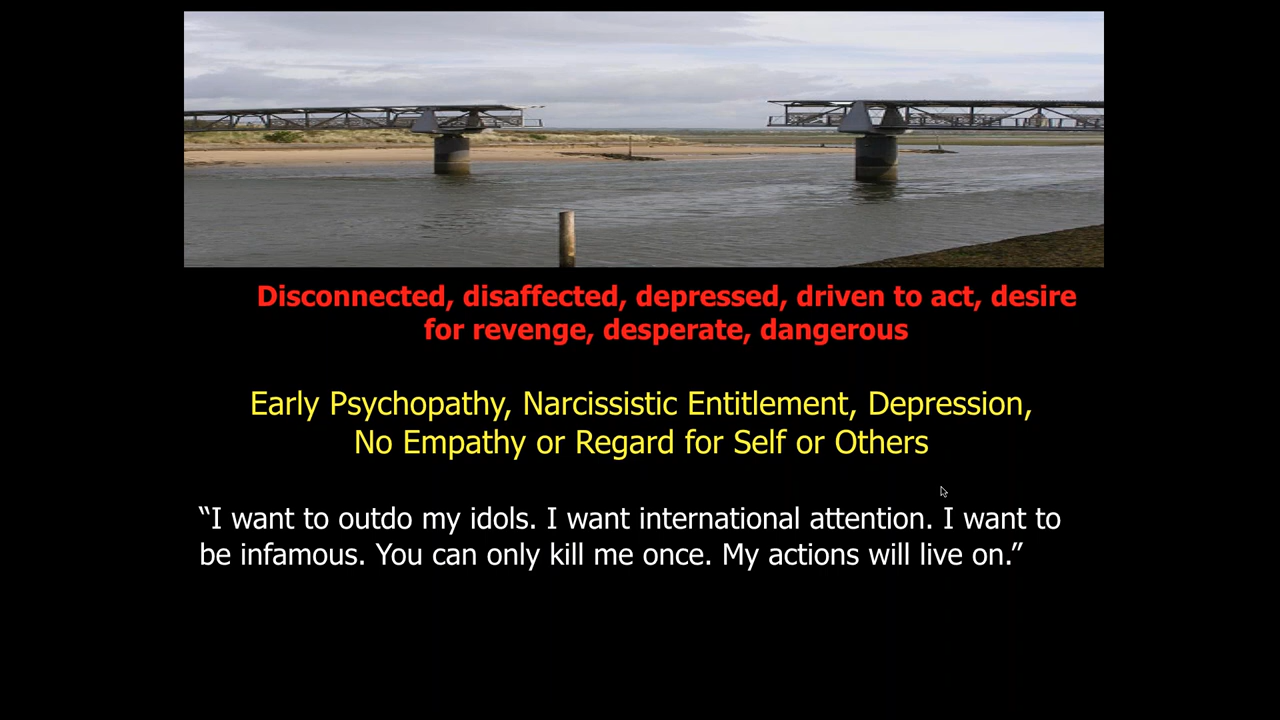 Disconnected, disaffected, depressed, driven to act, desire
for revenge, desperate, dangerous
Early Psychopathy, Narcissistic Entitlement, Depression,
No Empathy or Regard for Self or Others
“I want to outdo my idols. I want international attention. I want to
be infamous. You can only kill me once. My actions will live on.”